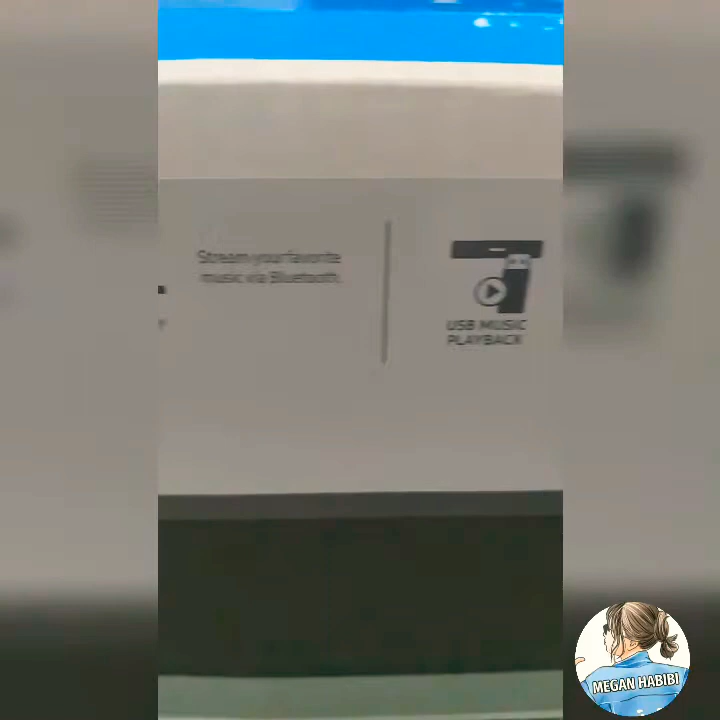 Stream your favorite
music via Bluetooth.
USB MUSIC
PLAYBACK
MEGAN HABIBI